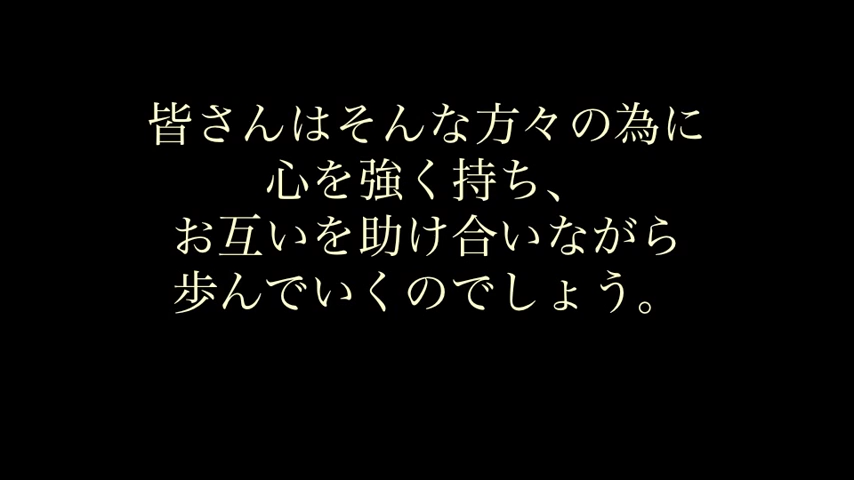 皆さんはそんな方々の為に
心を強く持ち、
お互いを助け合いながら
歩んでいくのでしょう。